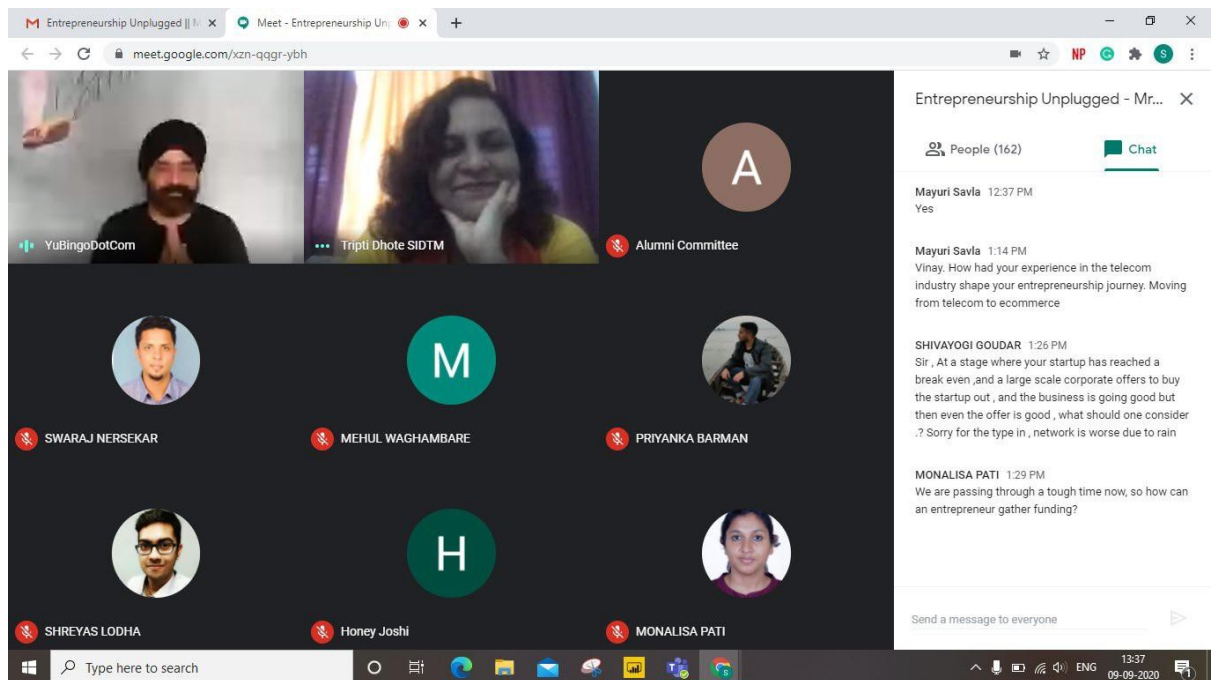 Entrepreneurship Unplugged || M
Meet - Entrepreneurship Unp
meet.google.com/xzn-qqgr-ybh
NP
S
YuBingoDotCom
Tripti Dhote SIDTM
A
Alumni Committee
SWARAJ NERSEKAR
M
MEHUL WAGHAMBARE
PRIYANKA BARMAN
SHREYAS LODHA
H
Honey Joshi
MONALISA PATI
Entrepreneurship Unplugged - Mr...
People (162)
Chat
Mayuri Savla 12:37 PM
Yes
Mayuri Savla 1:14 PM
Vinay. How had your experience in the telecom
industry shape your entrepreneurship journey. Moving
from telecom to ecommerce
SHIVAYOGI GOUDAR 1:26 PM
Sir , At a stage where your startup has reached a
break even ,and a large scale corporate offers to buy
the startup out , and the business is going good but
then even the offer is good , what should one consider
.? Sorry for the type in , network is worse due to rain
MONALISA PATI 1:29 PM
We are passing through a tough time now, so how can
an entrepreneur gather funding?
Send a message to everyone
Type here to search
ENG
13:37
09-09-2020